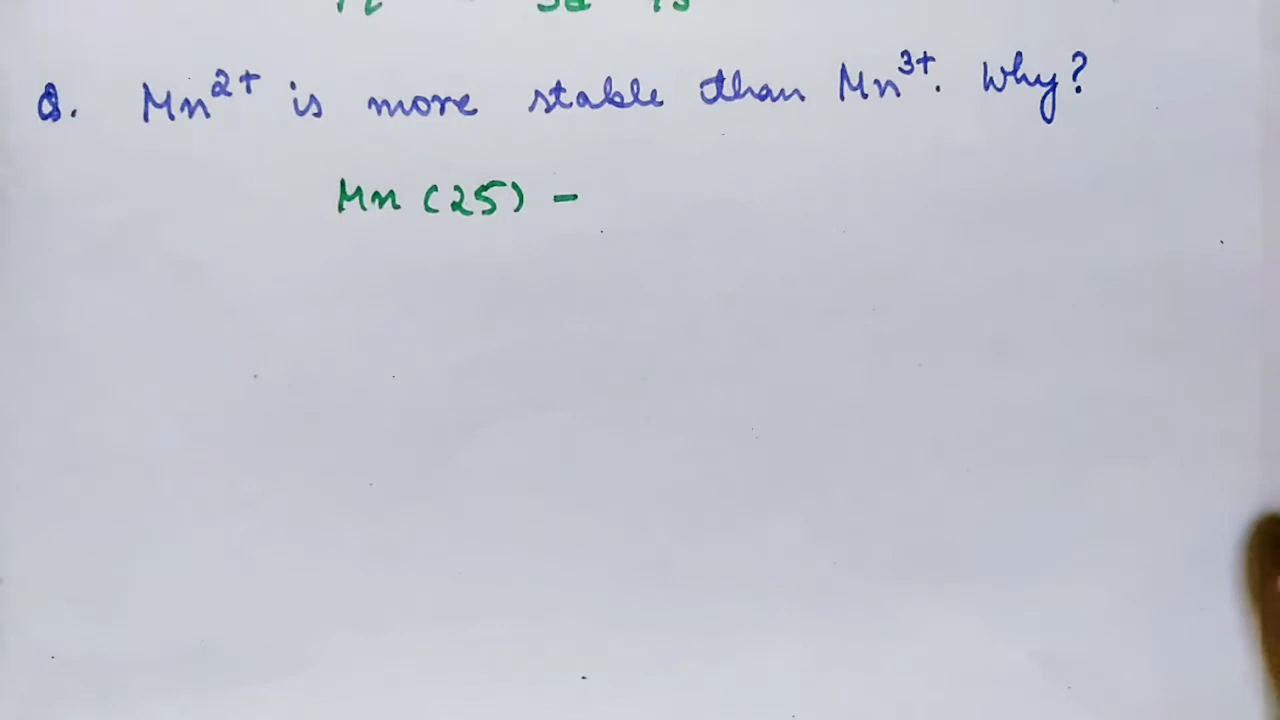 Q. Mn²⁺ is more stable than Mn³⁺. Why?
Mn (25) –